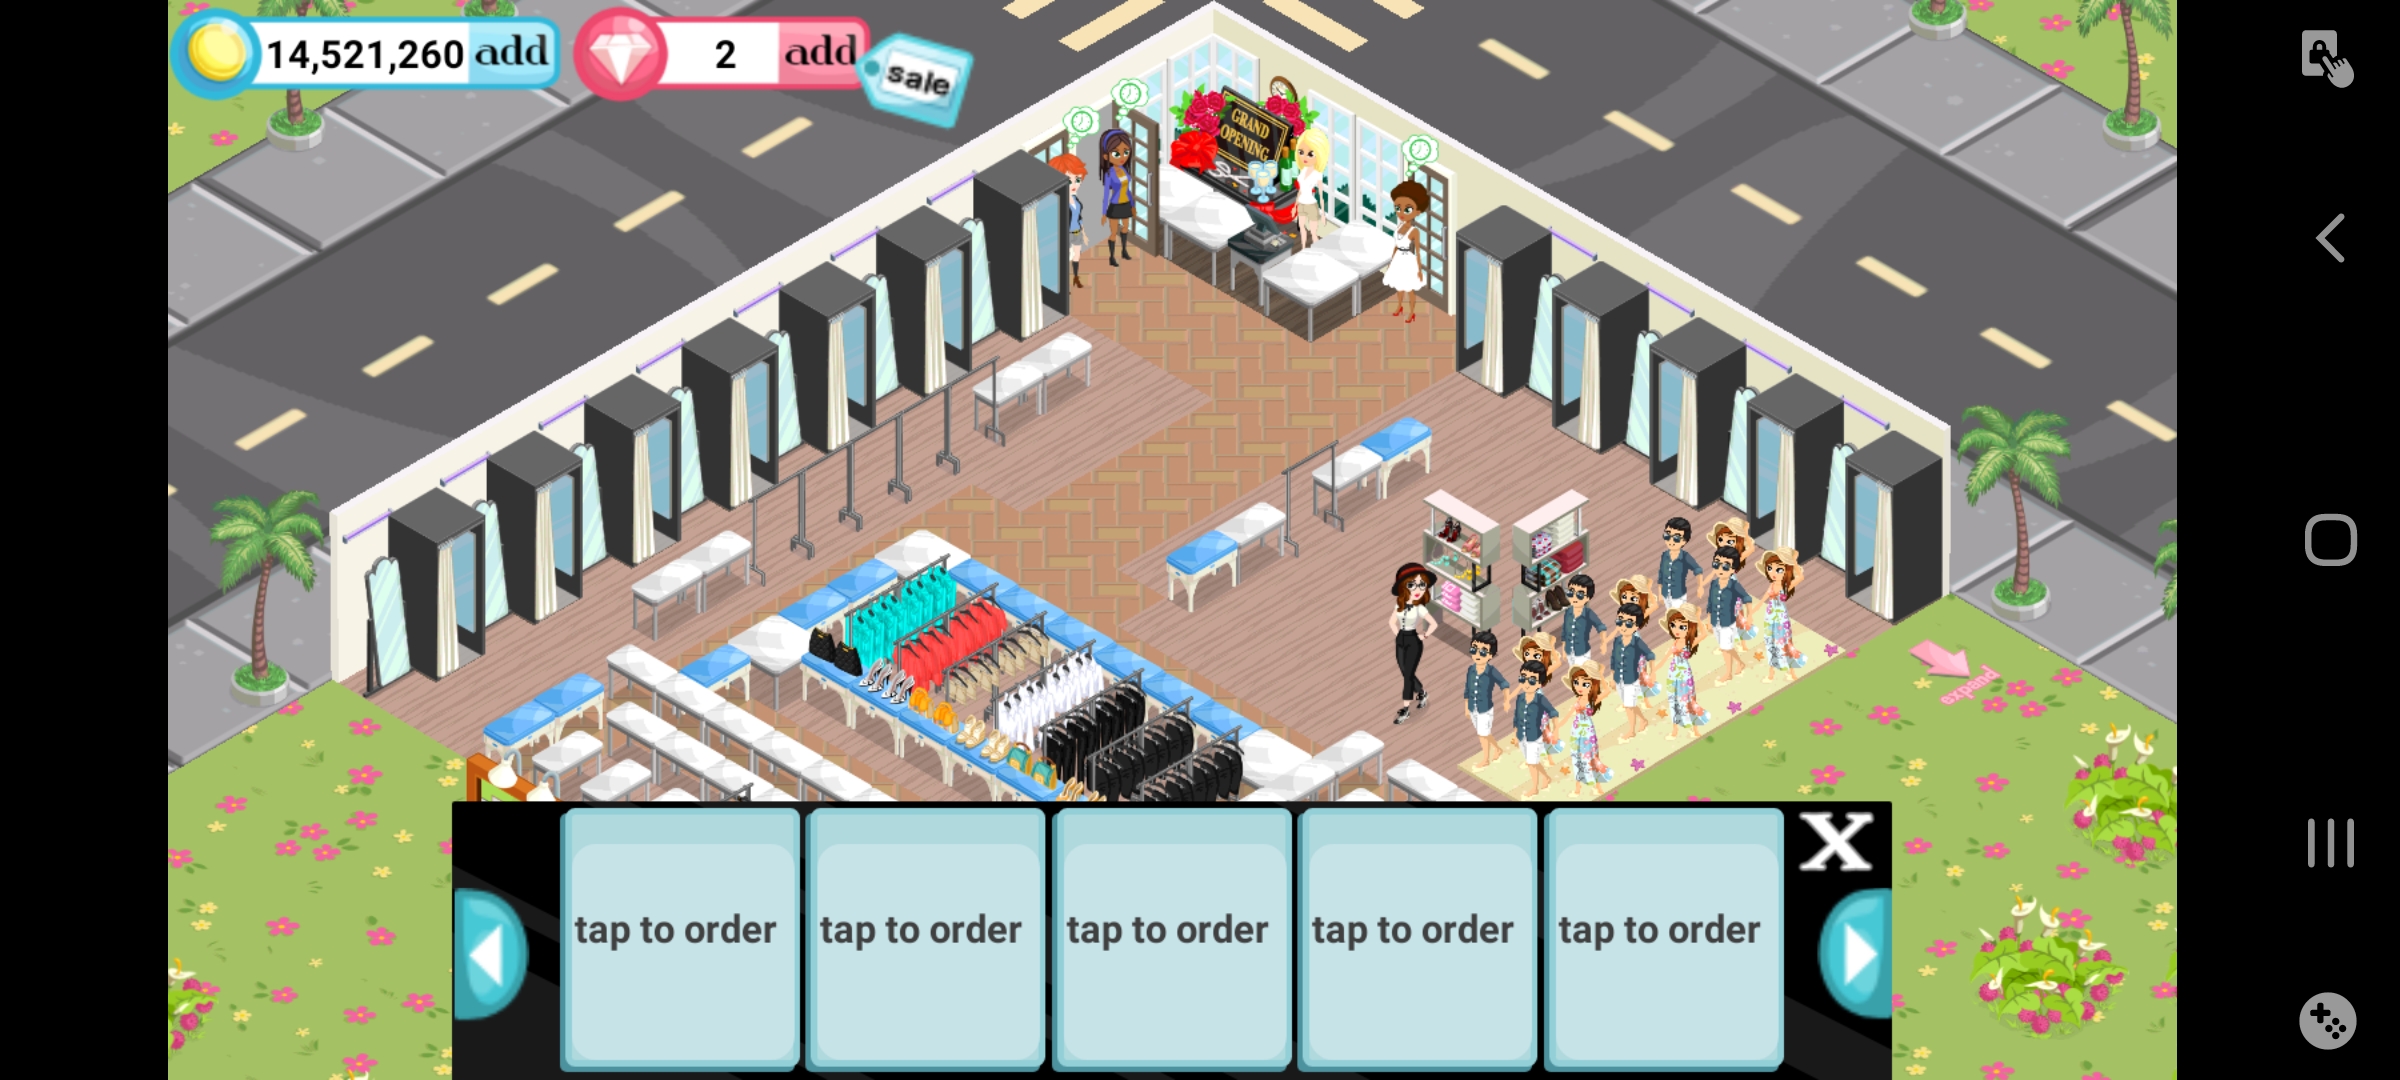 14,521,260 add
2 add
sale
GRAND
OPENING
expand
X
tap to order
tap to order
tap to order
tap to order
tap to order